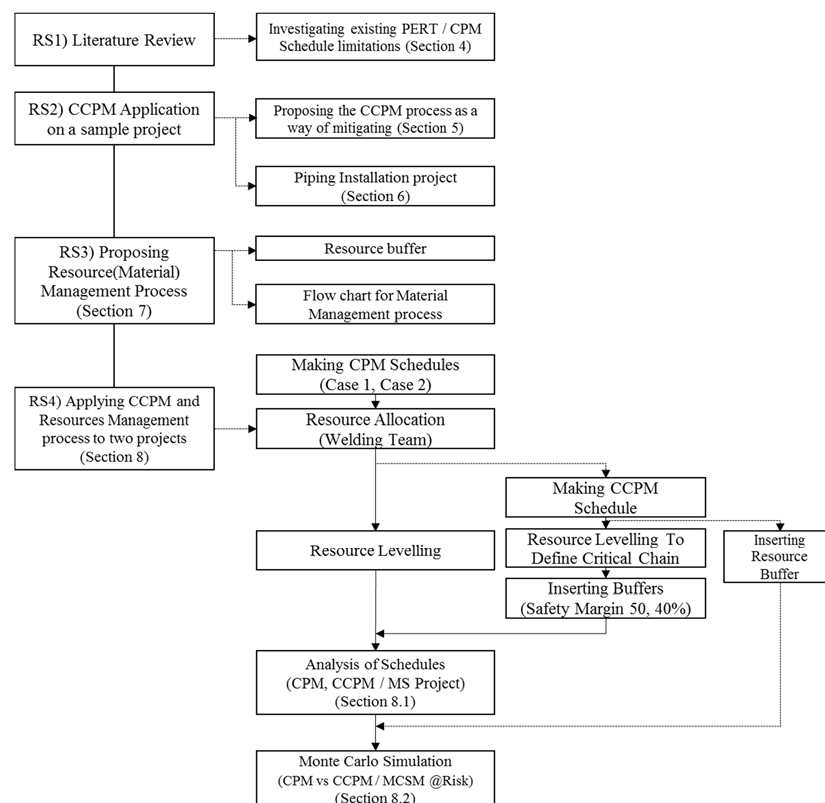 RS1) Literature Review
Investigating existing PERT / CPM
Schedule limitations (Section 4)
RS2) CCPM Application
on a sample project
Proposing the CCPM process as a
way of mitigating (Section 5)
Piping Installation project
(Section 6)
RS3) Proposing
Resource(Material)
Management Process
(Section 7)
Resource buffer
Flow chart for Material
Management process
Making CPM Schedules
(Case 1, Case 2)
RS4) Applying CCPM and
Resources Management
process to two projects
(Section 8)
Resource Allocation
(Welding Team)
Making CCPM
Schedule
Resource Levelling
Resource Levelling To
Define Critical Chain
Inserting
Resource
Buffer
Inserting Buffers
(Safety Margin 50, 40%)
Analysis of Schedules
(CPM, CCPM / MS Project)
(Section 8.1)
Monte Carlo Simulation
(CPM vs CCPM / MCSM @Risk)
(Section 8.2)